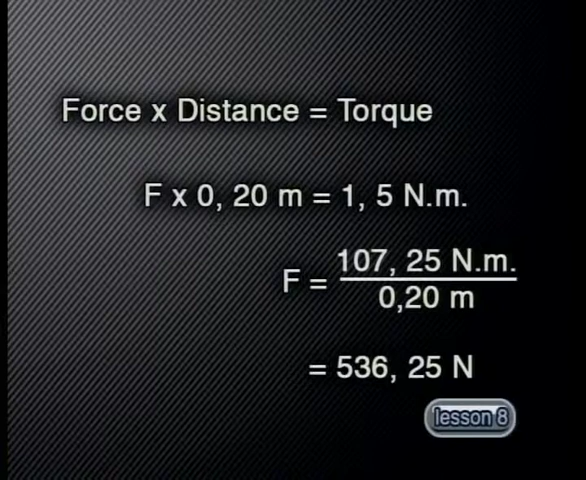 Force x Distance = Torque
F x 0, 20 m = 1, 5 N.m.
F = 107, 25 N.m.
0,20 m
= 536, 25 N
lesson 8